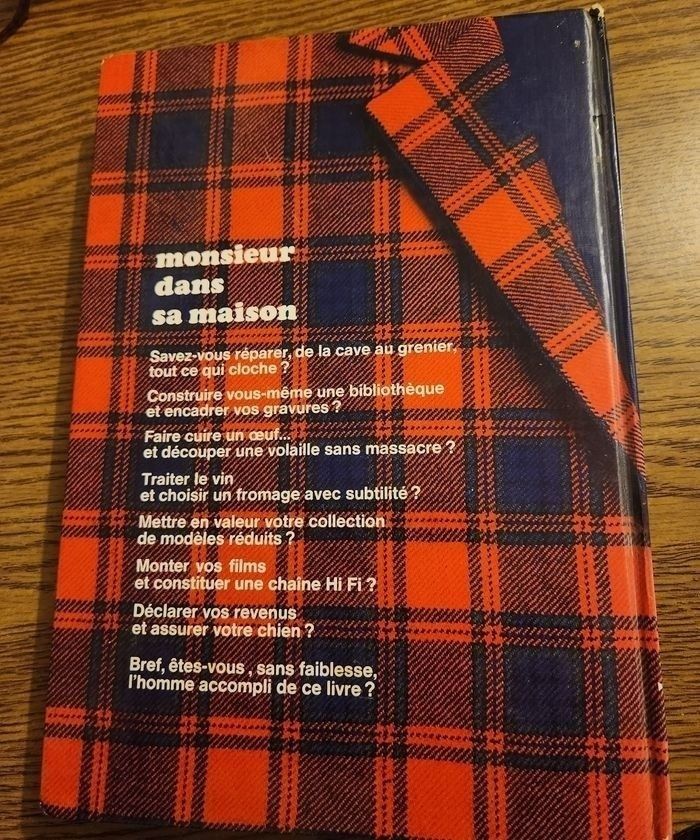 monsieur
dans
sa maison
Savez-vous réparer, de la cave au grenier,
tout ce qui cloche ?
Construire vous-même une bibliothèque
et encadrer vos gravures ?
Faire cuire un œuf...
et découper une volaille sans massacre ?
Traiter le vin
et choisir un fromage avec subtilité ?
Mettre en valeur votre collection
de modèles réduits ?
Monter vos films
et constituer une chaine Hi Fi ?
Déclarer vos revenus
et assurer votre chien ?
Bref, êtes-vous , sans faiblesse,
l'homme accompli de ce livre ?